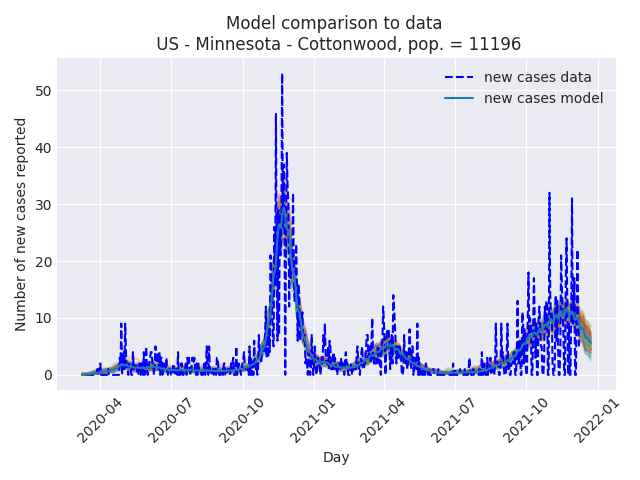 Model comparison to data
US - Minnesota - Cottonwood, pop. = 11196
new cases data
new cases model
Number of new cases reported
50
40
30
20
10
0
2020-04
2020-07
2020-10
2021-01
2021-04
2021-07
2021-10
2022-01
Day